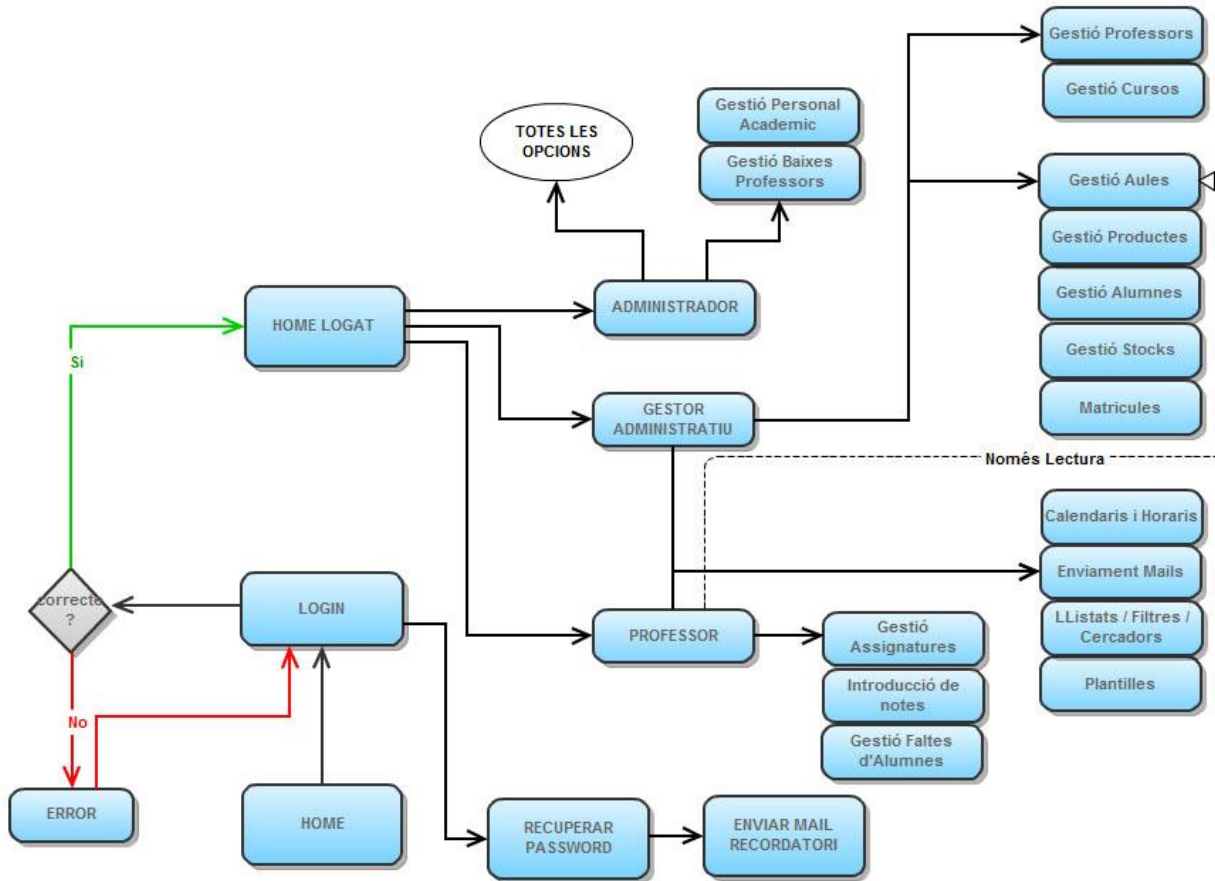 Gestió Professors
Gestió Cursos
Gestió Personal
Academic
Gestió Baixes
Professors
TOTES LES
OPCIONS
Gestió Aules
Gestió Productes
Gestió Alumnes
Gestió Stocks
Matricules
ADMINISTRADOR
HOME LOGAT
Si
GESTOR
ADMINISTRATIU
Només Lectura
Calendaris i Horaris
Enviament Mails
LListats / Filtres /
Cercadors
Plantilles
correcte
?
LOGIN
PROFESSOR
Gestió
Assignatures
Introducció de
notes
Gestió Faltes
d'Alumnes
No
ERROR
HOME
RECUPERAR
PASSWORD
ENVIAR MAIL
RECORDATORI